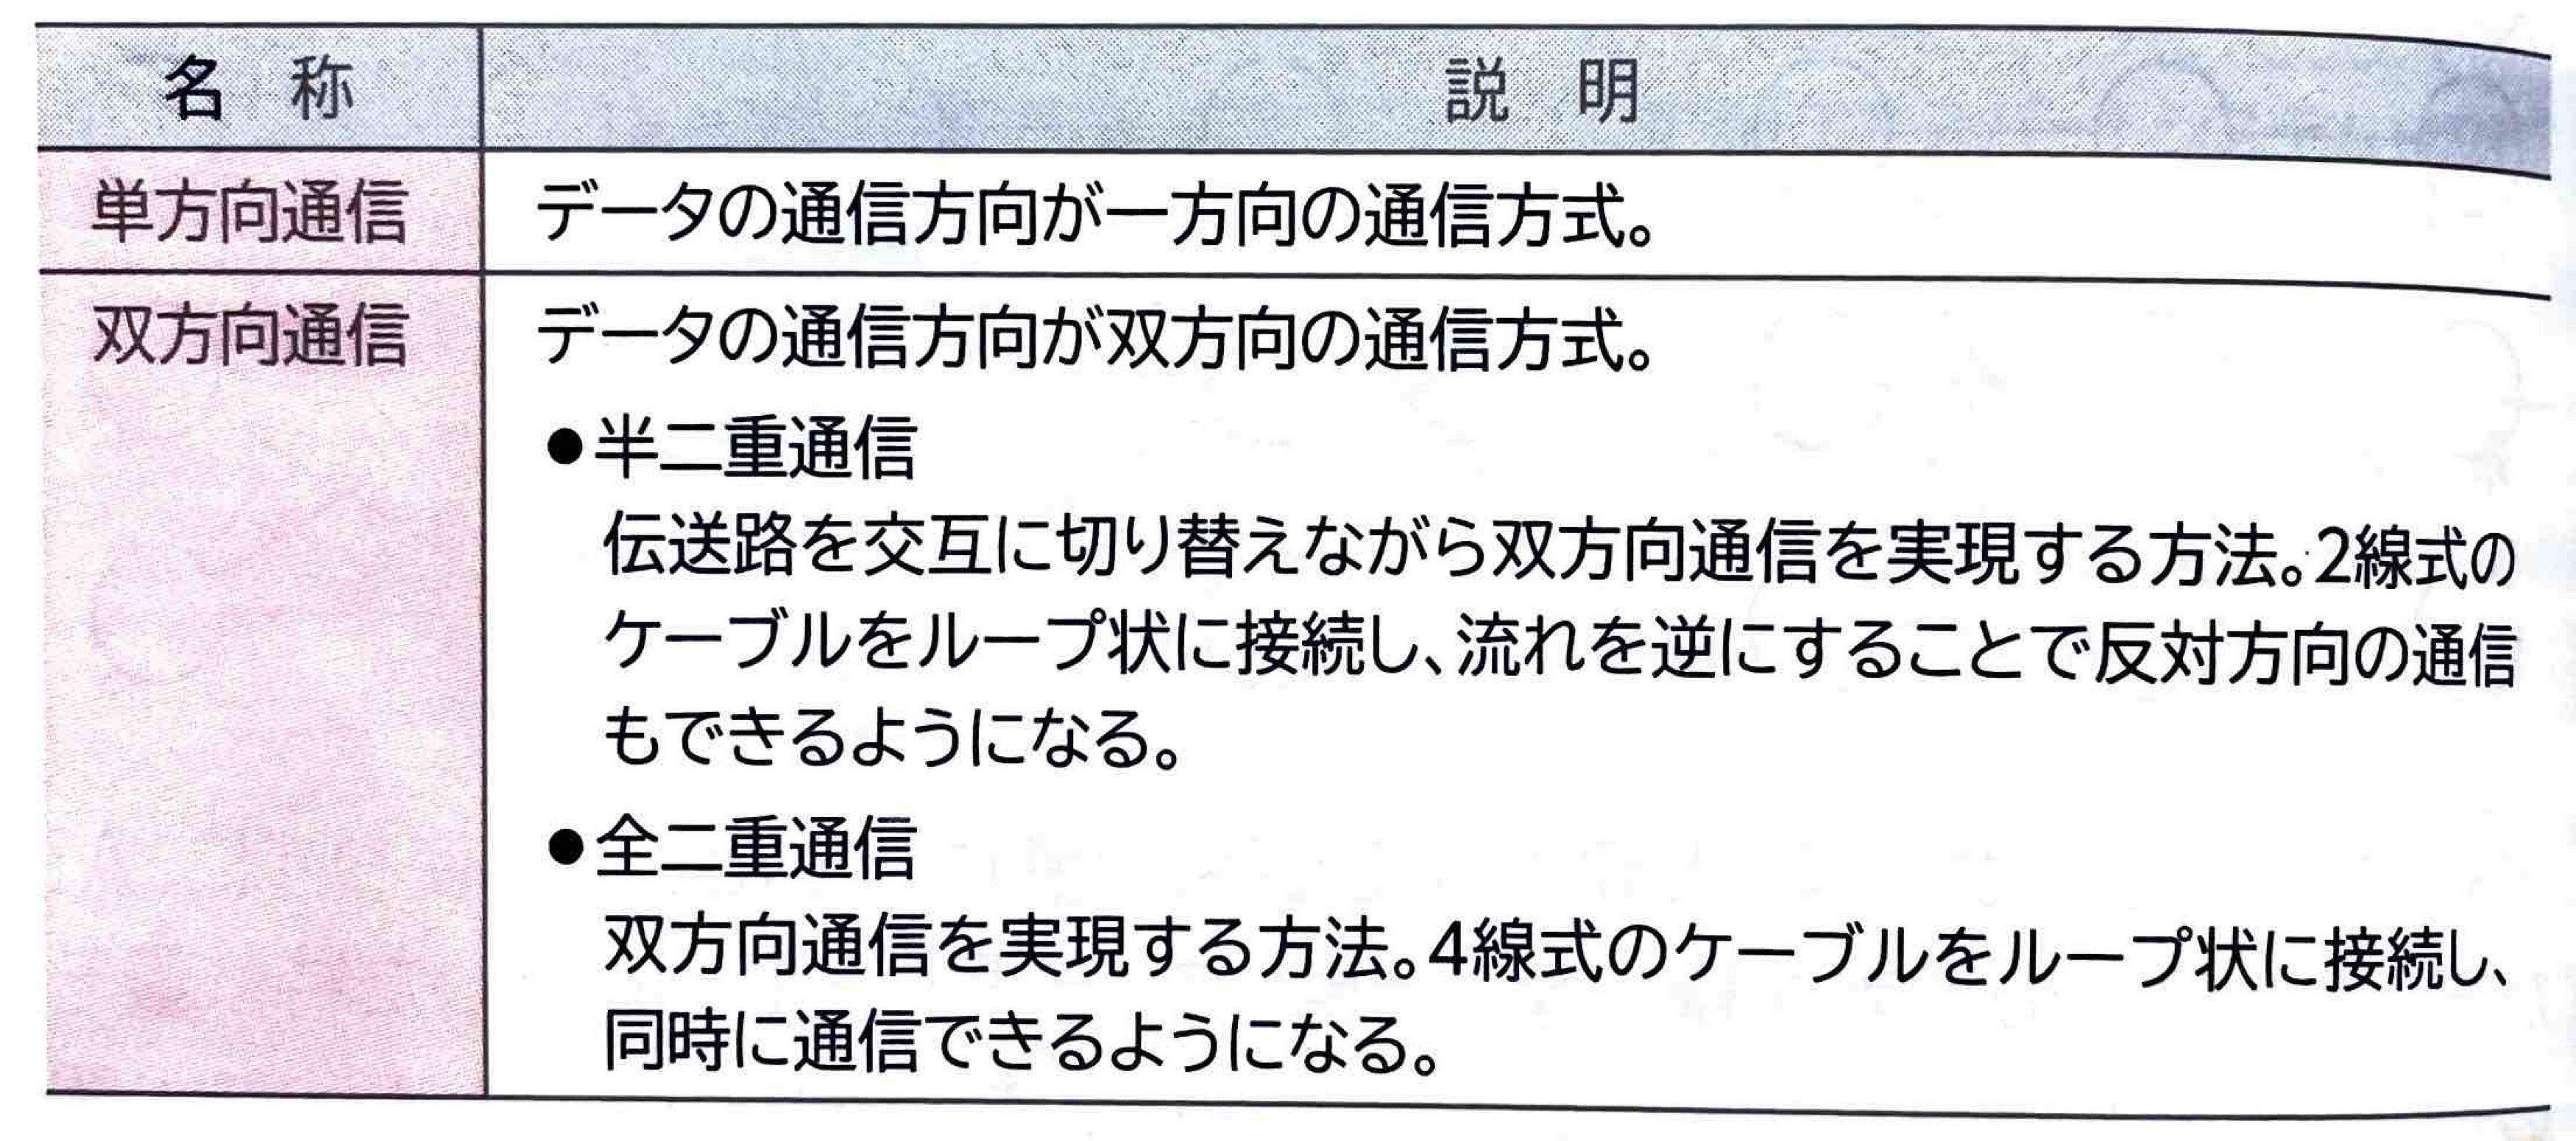 名 称 説 明
単方向通信 データの通信方向が一方向の通信方式。
双方向通信 データの通信方向が双方向の通信方式。
●半二重通信
伝送路を交互に切り替えながら双方向通信を実現する方法。2線式の
ケーブルをループ状に接続し、流れを逆にすることで反対方向の通信
もできるようになる。
●全二重通信
双方向通信を実現する方法。4線式のケーブルをループ状に接続し、
同時に通信できるようになる。